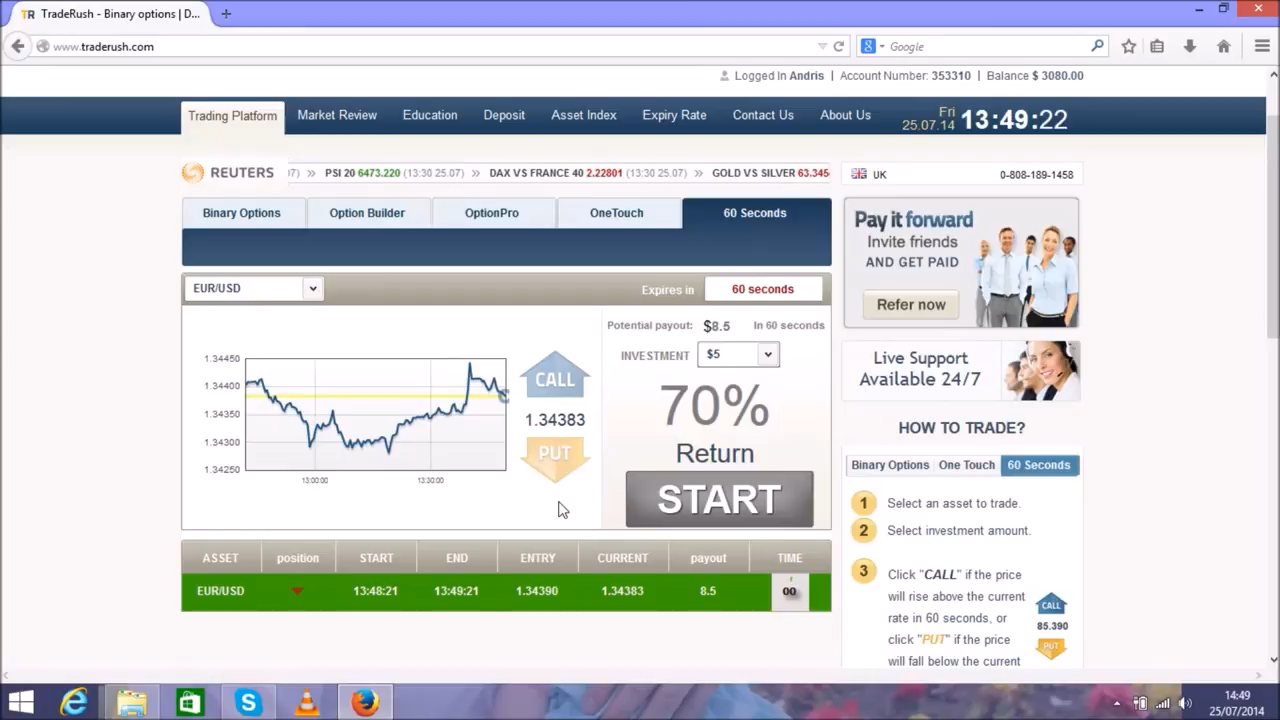 TradeRush - Binary options | D...
www.traderush.com
Google
Logged In Andris | Account Number: 353310 | Balance $ 3080.00
Trading Platform Market Review Education Deposit Asset Index Expiry Rate Contact Us About Us
Fri
25.07.14 13:49:22
REUTERS
07) >> PSI 20 6473.220 (13:30 25.07) >> DAX VS FRANCE 40 2.22801 (13:30 25.07) >> GOLD VS SILVER 63.345
UK 0-808-189-1458
Binary Options Option Builder OptionPro OneTouch 60 Seconds
Pay it forward
Invite friends
AND GET PAID
Refer now
EUR/USD
Expires in 60 seconds
Potential payout: $8.5 In 60 seconds
INVESTMENT $5
70%
Return
START
1.34450
1.34400
1.34350
1.34300
1.34250
13:00:00 13:30:00
CALL
1.34383
PUT
Live Support
Available 24/7
HOW TO TRADE?
Binary Options One Touch 60 Seconds
1 Select an asset to trade.
2 Select investment amount.
3 Click "CALL" if the price
will rise above the current
rate in 60 seconds, or
click "PUT" if the price
will fall below the current
CALL
85.390
PUT
ASSET position START END ENTRY CURRENT payout TIME
EUR/USD 13:48:21 13:49:21 1.34390 1.34383 8.5 00
14:49
25/07/2014